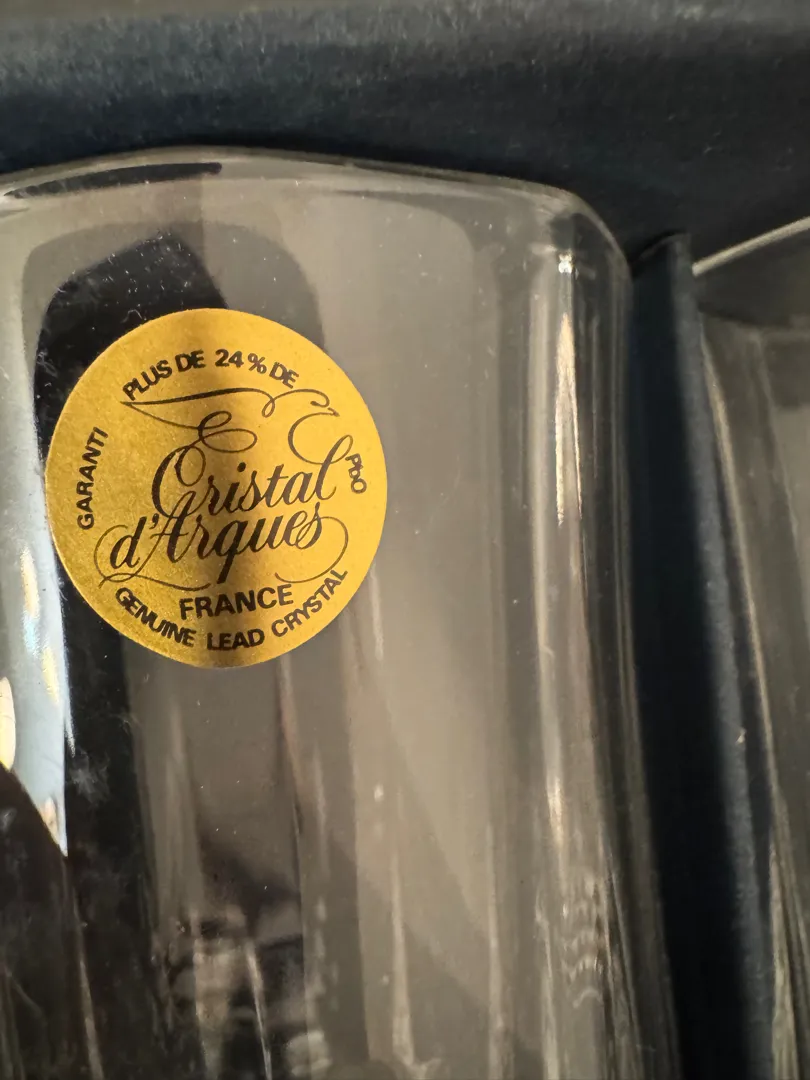 GARANTI PLUS DE 24% DE PbO
Cristal
d'Arques
FRANCE
GENUINE LEAD CRYSTAL